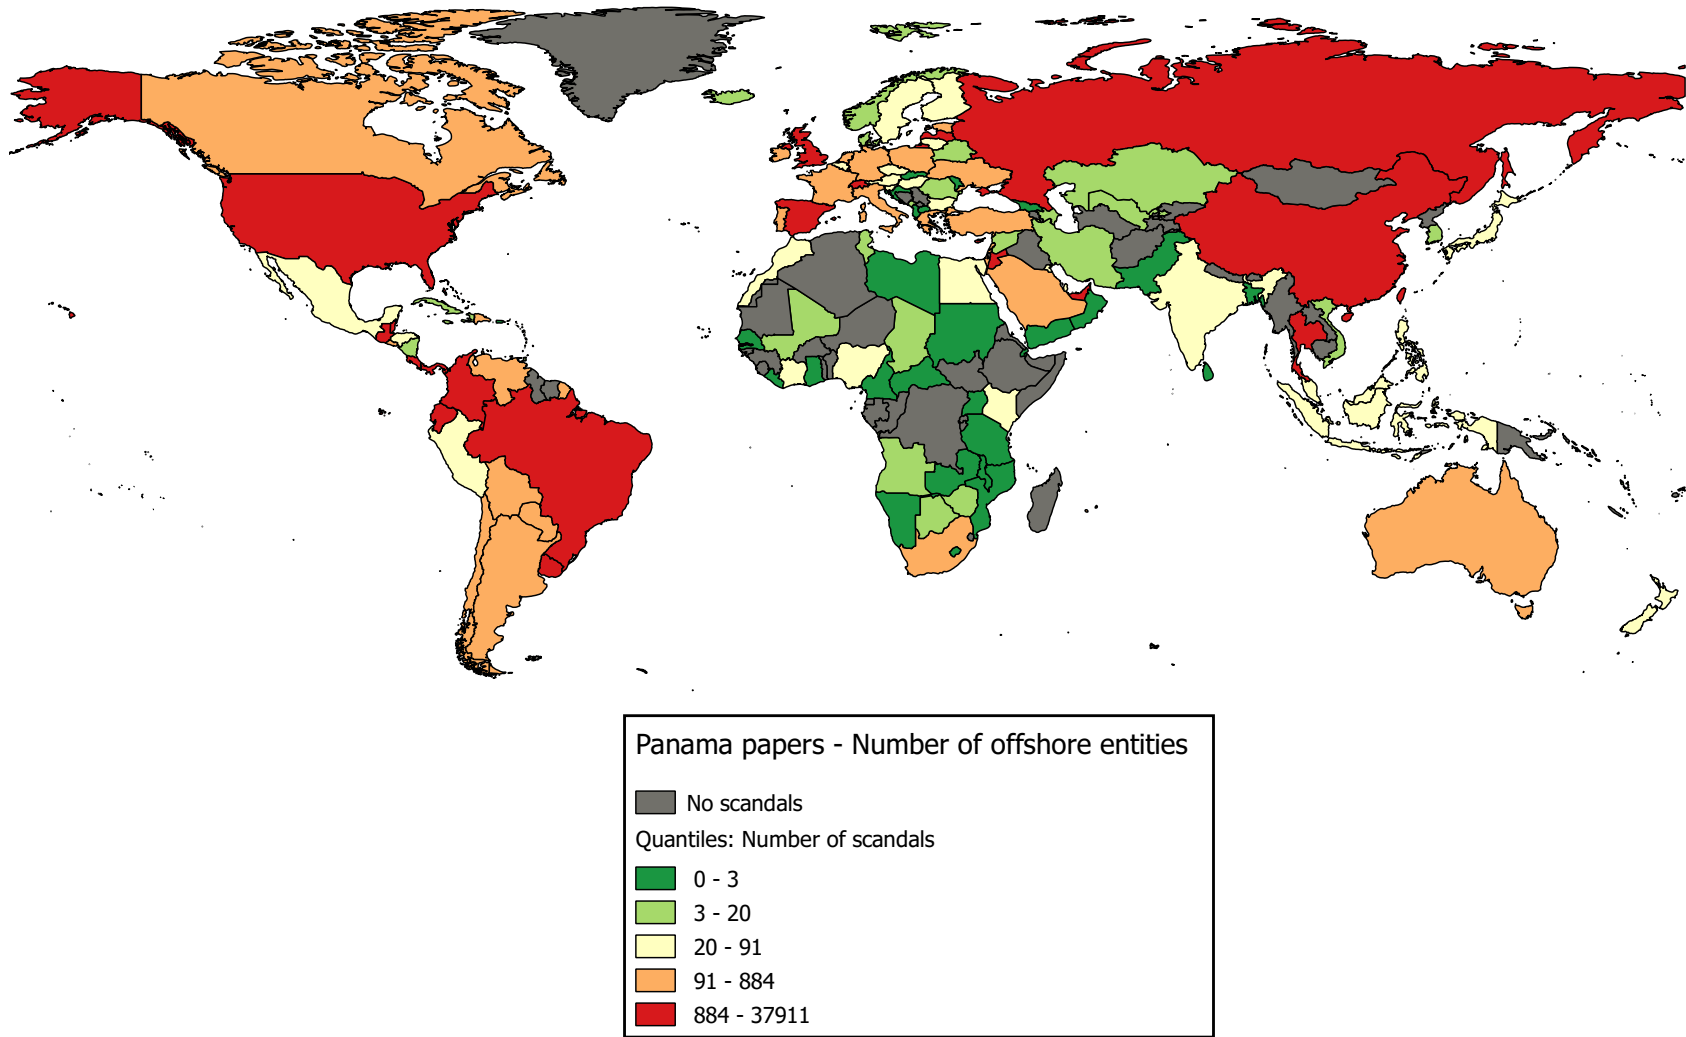 Panama papers - Number of offshore entities
No scandals
Quantiles: Number of scandals
0 - 3
3 - 20
20 - 91
91 - 884
884 - 37911